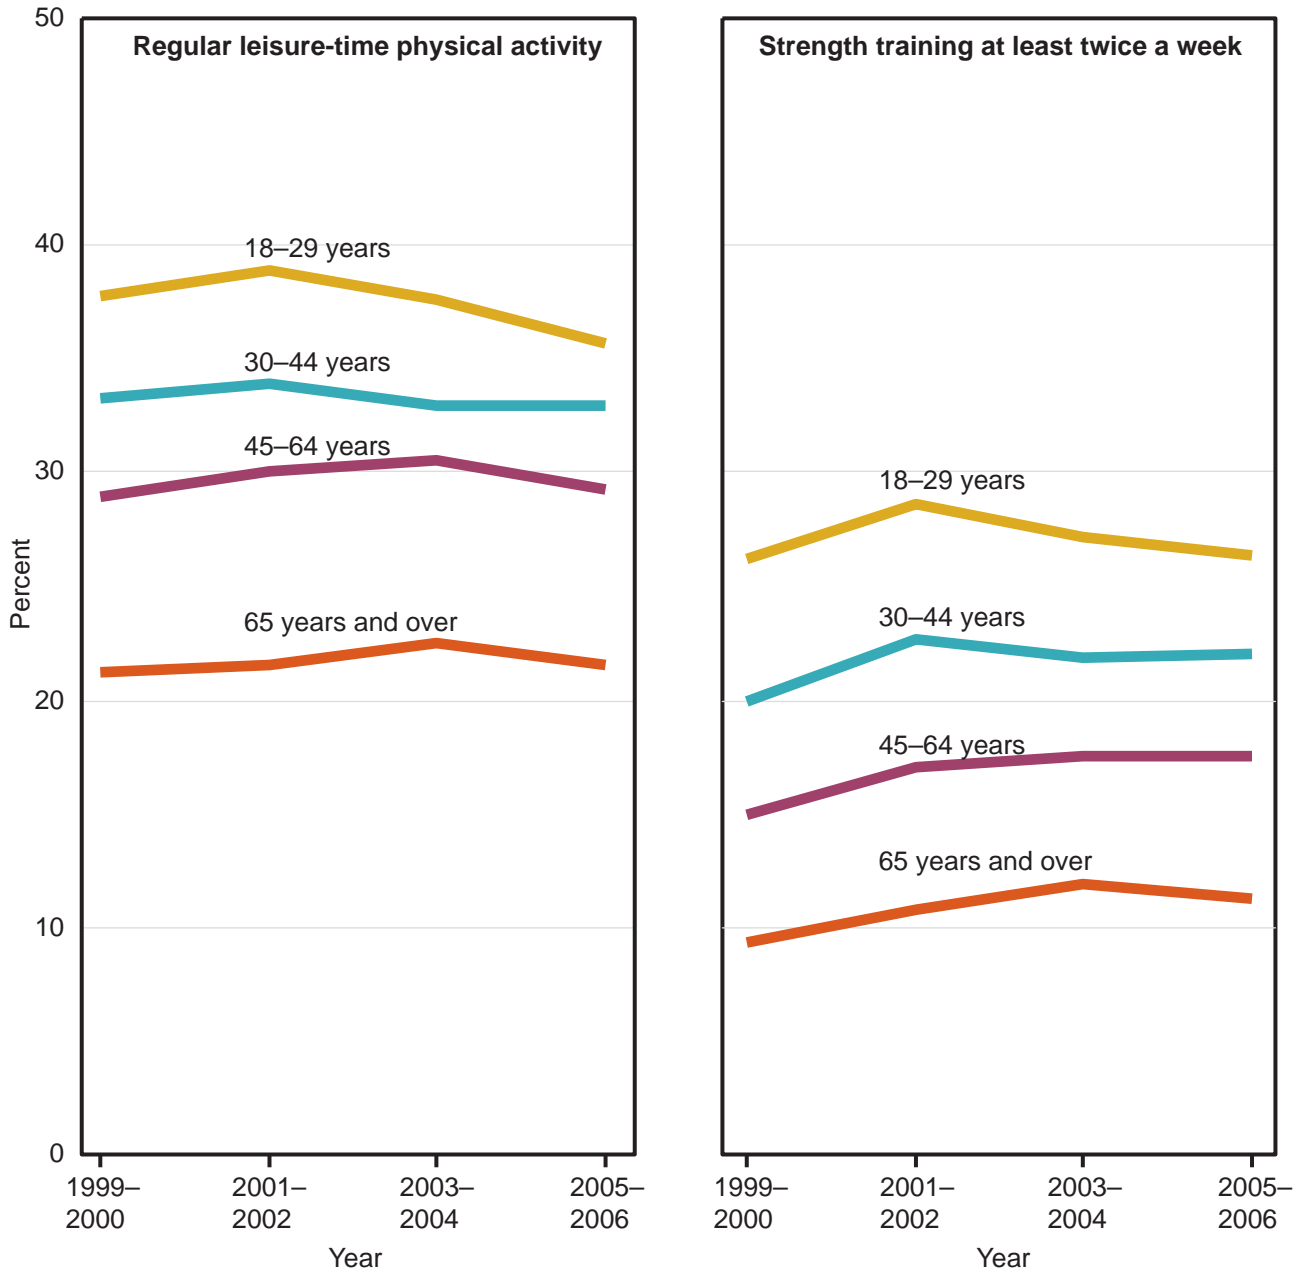 50
40
30
20
10
0
Percent
Regular leisure-time physical activity
18–29 years
30–44 years
45–64 years
65 years and over
1999–
2000
2001–
2002
2003–
2004
2005–
2006
Year
Strength training at least twice a week
18–29 years
30–44 years
45–64 years
65 years and over
1999–
2000
2001–
2002
2003–
2004
2005–
2006
Year